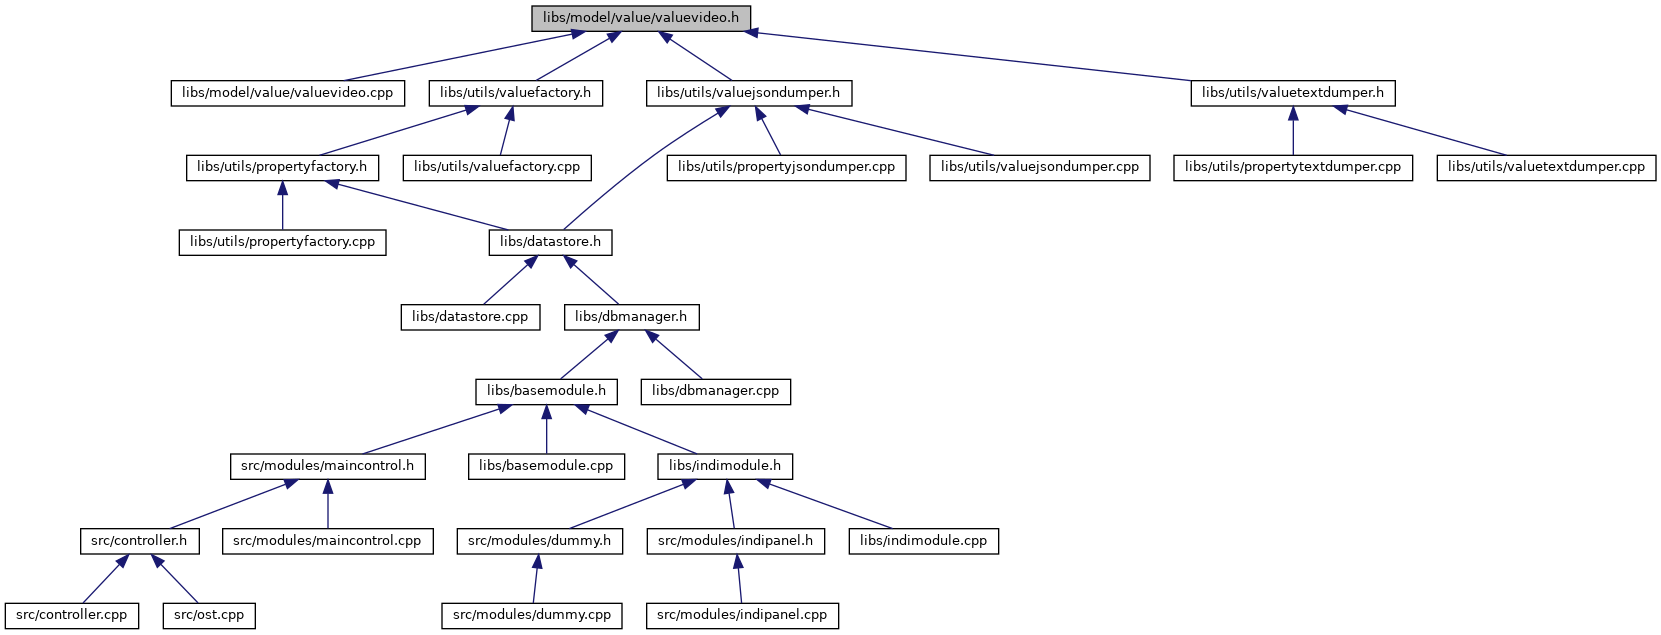 libs/model/value/valuevideo.h
libs/model/value/valuevideo.cpp
libs/utils/valuefactory.h
libs/utils/valuejsondumper.h
libs/utils/valuetextdumper.h
libs/utils/propertyfactory.h
libs/utils/valuefactory.cpp
libs/utils/propertyjsondumper.cpp
libs/utils/valuejsondumper.cpp
libs/utils/propertytextdumper.cpp
libs/utils/valuetextdumper.cpp
libs/utils/propertyfactory.cpp
libs/datastore.h
libs/datastore.cpp
libs/dbmanager.h
libs/basemodule.h
libs/dbmanager.cpp
src/modules/maincontrol.h
libs/basemodule.cpp
libs/indimodule.h
src/controller.h
src/modules/maincontrol.cpp
src/modules/dummy.h
src/modules/indipanel.h
libs/indimodule.cpp
src/controller.cpp
src/ost.cpp
src/modules/dummy.cpp
src/modules/indipanel.cpp